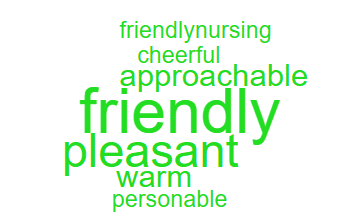 friendlynursing
cheerful
approachable
friendly
pleasant
warm
personable